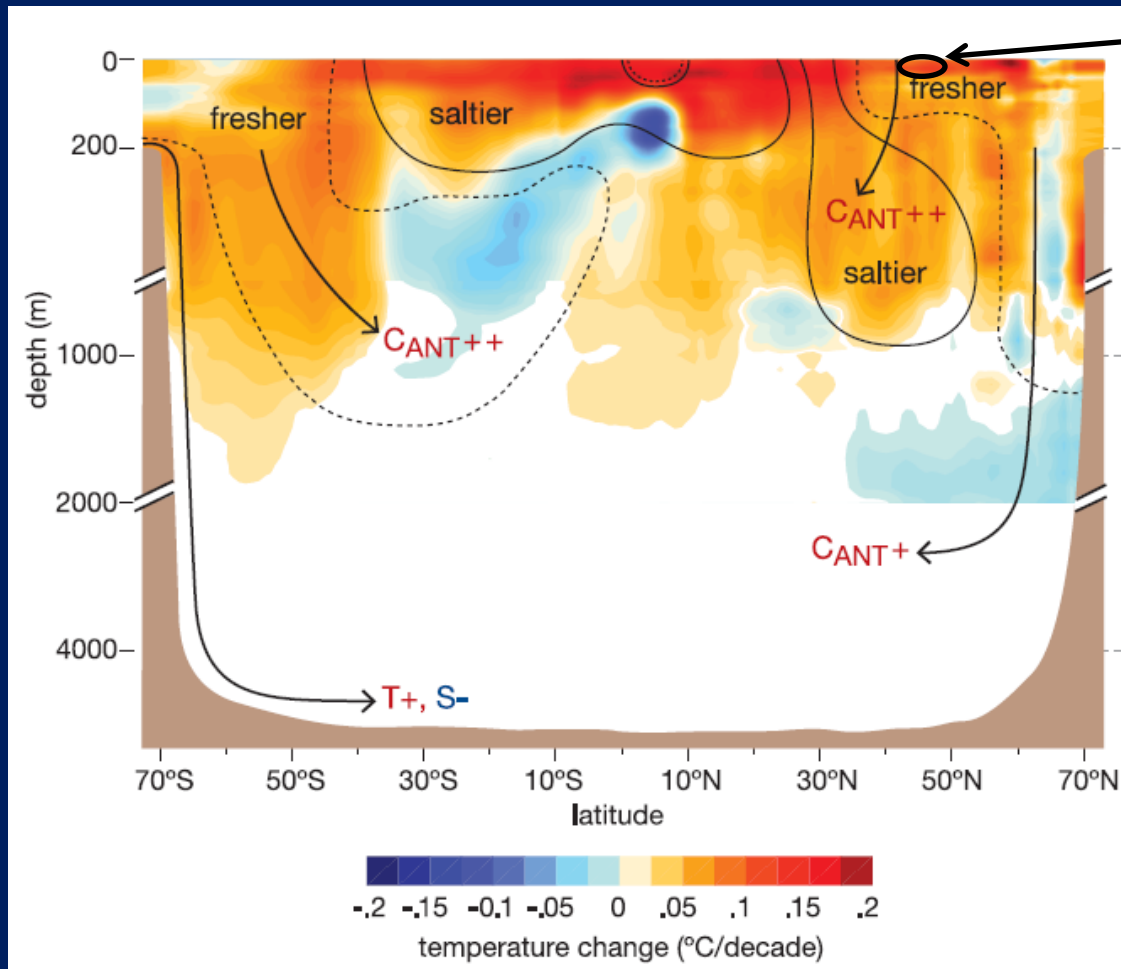 0
fresher
saltier
fresher
200
CANT++
saltier
depth (m)
CANT++
1000
2000
CANT+
4000
T+, S-
70ºS 50ºS 30ºS 10ºS 10ºN 30ºN 50ºN 70ºN
latitude
-.2 -.15 -0.1 -.05 0 .05 .1 .15 .2
temperature change (ºC/decade)